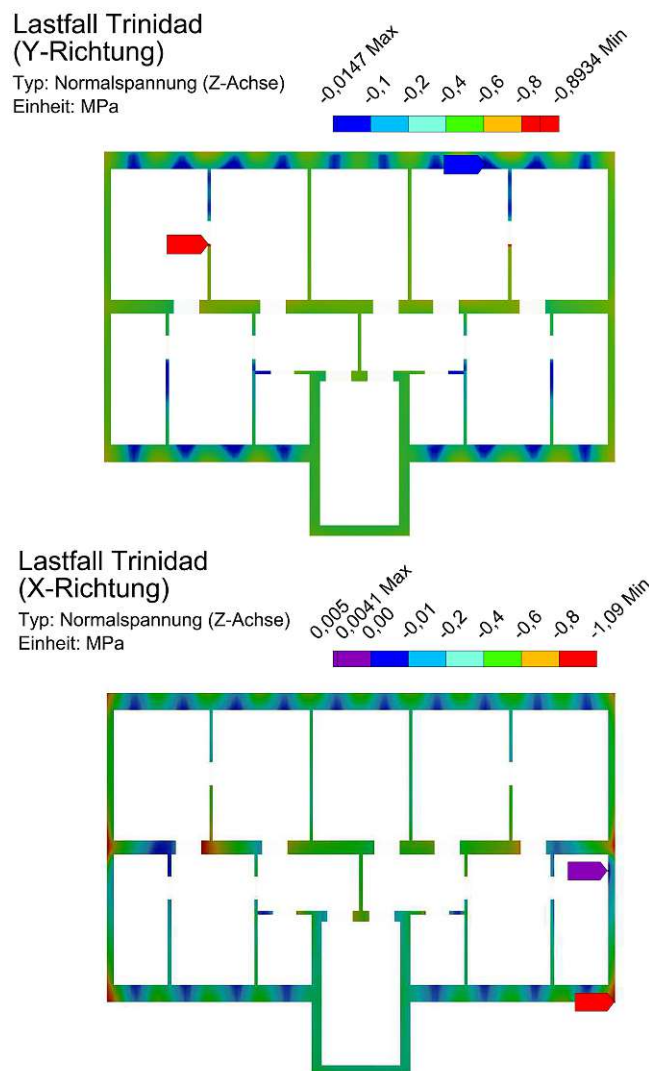 Lastfall Trinidad
(Y-Richtung)
Typ: Normalspannung (Z-Achse)
Einheit: MPa
-0,0147 Max
-0,1
-0,2
-0,4
-0,6
-0,8
-0,8934 Min
Lastfall Trinidad
(X-Richtung)
Typ: Normalspannung (Z-Achse)
Einheit: MPa
0,005
0,0041 Max
0,00
-0,01
-0,2
-0,4
-0,6
-0,8
-1,09 Min